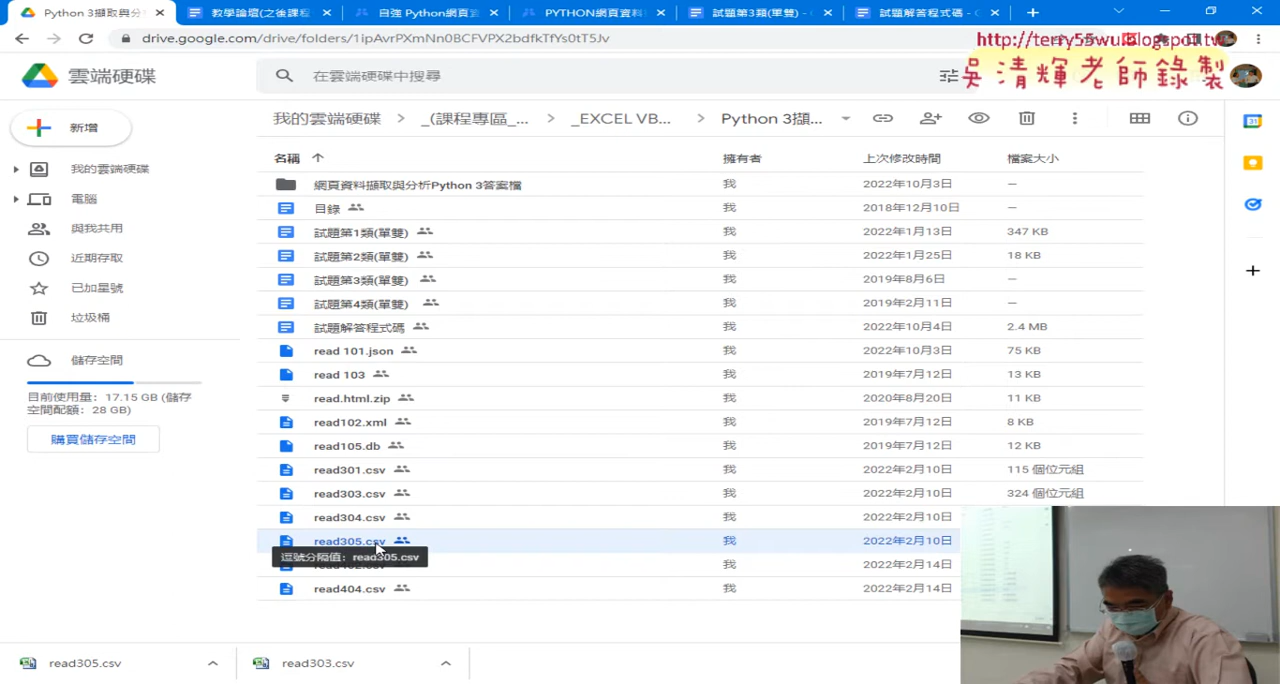 Python 3擷取與分
教學論壇(之後課程
自強 Python網頁
PYTHON網頁資料
試題第3類(單雙) - G
試題解答程式碼 - G
drive.google.com/drive/folders/1ipAvrPXmNn0BCFVPX2bdfkTfYs0tT5Jv
http://terry55wu.blogspot.tw
吳清輝老師錄製
雲端硬碟
在雲端硬碟中搜尋
新增
我的雲端硬碟
電腦
與我共用
近期存取
已加星號
垃圾桶
儲存空間
目前使用量：17.15 GB (儲存
空間配額：28 GB)
購買儲存空間
我的雲端硬碟 > _(課程專區_... > _EXCEL VB... > Python 3擷...
名稱 擁有者 上次修改時間 檔案大小
網頁資料擷取與分析Python 3答案檔 我 2022年10月3日 —
目錄 我 2018年12月10日 —
試題第1類(單雙) 我 2022年1月13日 347 KB
試題第2類(單雙) 我 2022年1月25日 18 KB
試題第3類(單雙) 我 2019年8月6日 —
試題第4類(單雙) 我 2019年2月11日 —
試題解答程式碼 我 2022年10月4日 2.4 MB
read 101.json 我 2022年10月3日 75 KB
read 103 我 2019年7月12日 13 KB
read.html.zip 我 2020年8月20日 11 KB
read102.xml 我 2019年7月12日 8 KB
read105.db 我 2019年7月12日 12 KB
read301.csv 我 2022年2月10日 115 個位元組
read303.csv 我 2022年2月10日 324 個位元組
read304.csv 我 2022年2月10日
read305.csv 我 2022年2月10日
逗號分隔值：read305.csv
我 2022年2月14日
read404.csv 我 2022年2月14日
read305.csv
read303.csv